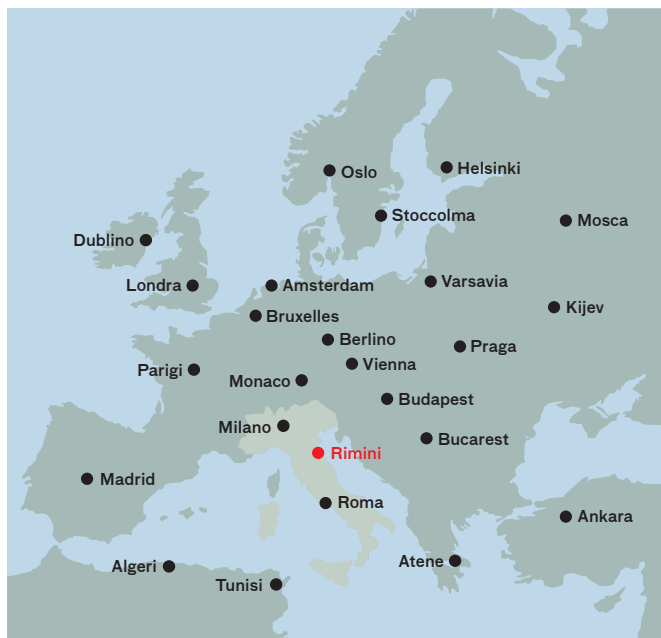 Oslo
Helsinki
Stoccolma
Mosca
Dublino
Londra
Amsterdam
Varsavia
Bruxelles
Kijev
Berlino
Praga
Parigi
Vienna
Monaco
Budapest
Milano
Bucarest
Rimini
Madrid
Roma
Ankara
Algeri
Atene
Tunisi